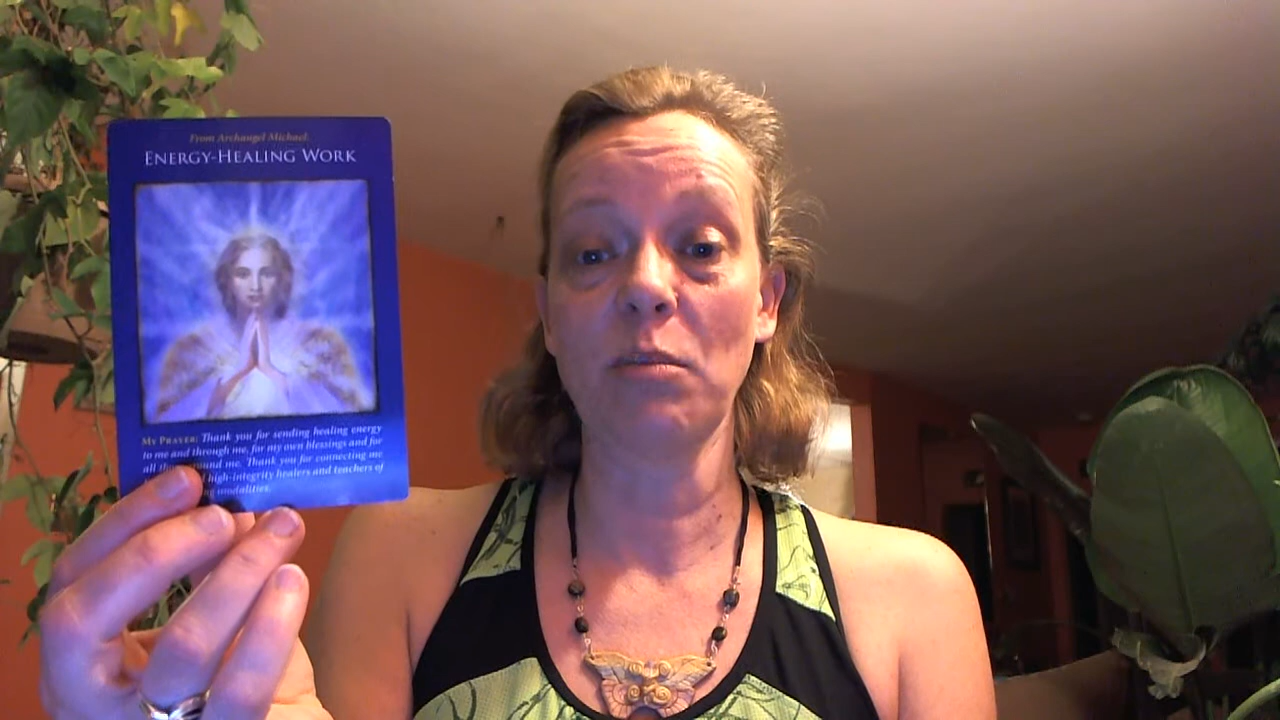 From Archangel Michael:
ENERGY-HEALING WORK
MY PRAYER: Thank you for sending healing energy
to me and through me, for my own blessings and for
all around me. Thank you for connecting me
high-integrity healers and teachers of
modalities.